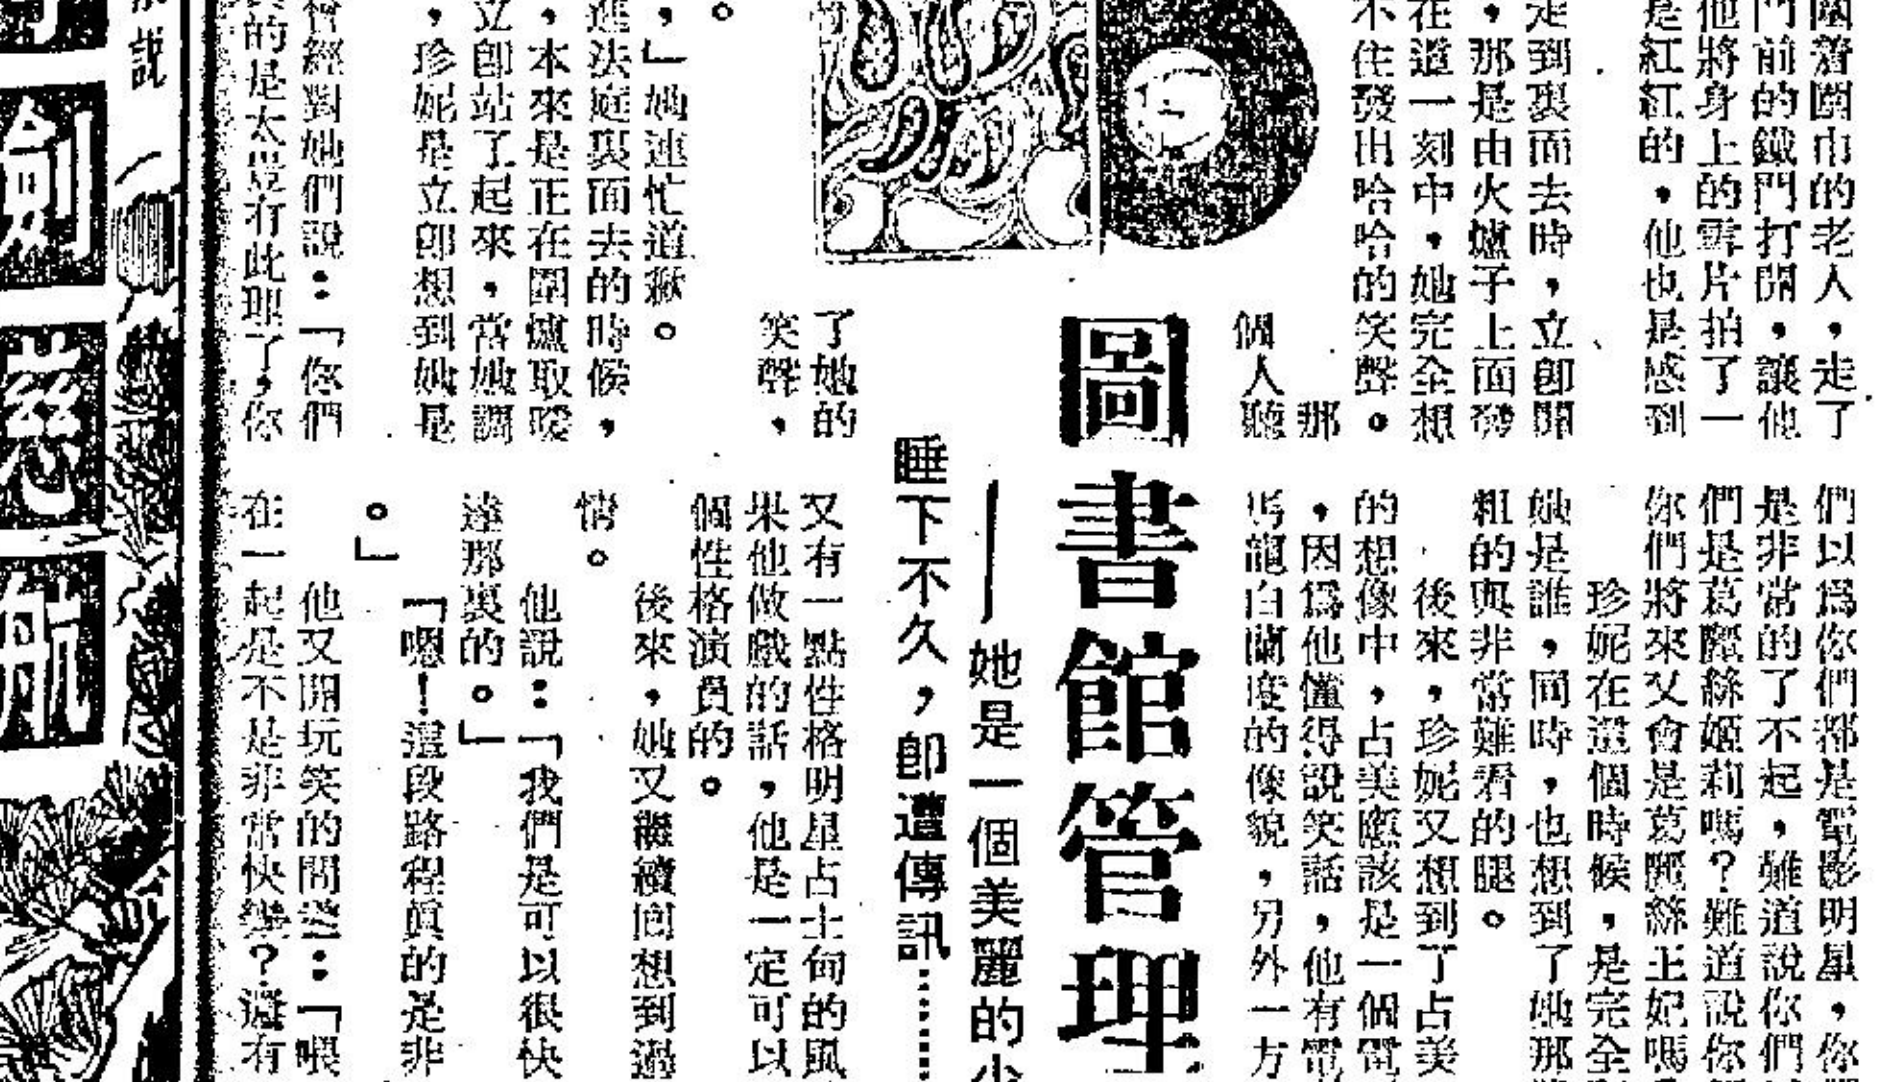 圍着圍巾的老人，走了
門前的鐵門打開，讓他
他將身上的雪片拍了一
是紅紅的，他也是感到
走到裏面去時，立卽開
，那是由火爐子上面發
在這一刻中，她完全想
不住發出哈哈的笑聲。
那
個人聽
們以爲你們都是電影明星，你
是非常的了不起，難道說你們
們是葛麗絲姬莉嗎？難道說你
你們將來又會是葛麗絲王妃嗎
珍妮在這個時候，是完全
她是誰，同時，也想到了她那
粗的與非常難看的腿。
後來，珍妮又想到了占美
的想像中，占美應該是一個電
，因爲他懂得說笑話，他有電
馬龍白蘭度的像貌，另外一方
圖書館管理
——她是一個美麗的少
睡下不久，卽遭傳訊……
了她的
笑聲，
。
，」她連忙道歉。
進法庭裏面去的時候，
，本來是正在圍爐取暖
立卽站了起來，當她調
，珍妮是立卽想到她是
曾經對她們說：「你們
的是太豈有此理了，你
又有一點性格明星占士甸的風
果他做戲的話，他是一定可以
個性格演員的。
後來，她又繼續回想到過
情。
他說：「我們是可以很快
達那裏的。」
「嗯！這段路程眞的是非
。」
他又開玩笑的問道：「喂
在一起是不是非常快樂？還有
說
劍
慈
航